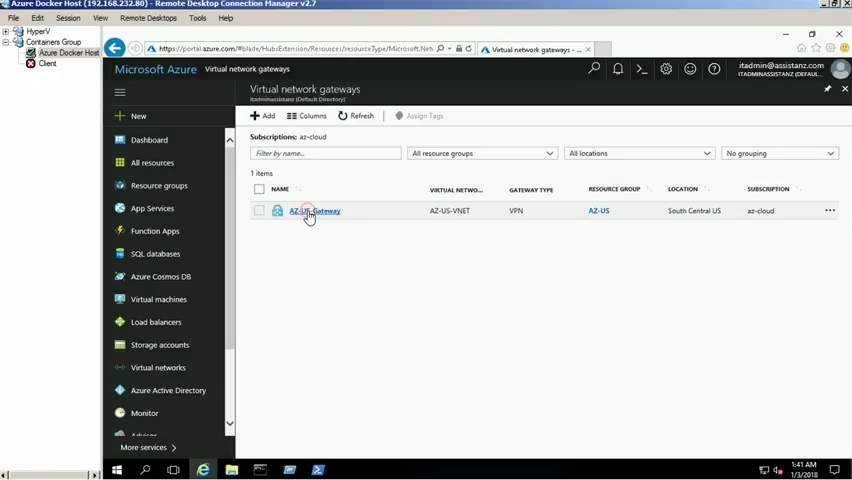 Azure Docker Host (192.168.232.80) - Remote Desktop Connection Manager v2.7
File Edit Session View Remote Desktops Tools Help
HyperV
Containers Group
Azure Docker Host
Client
https://portal.azure.com/#blade/HubsExtension/Resources/resourceType/Microsoft.Net
Virtual network gateways - ...
Microsoft Azure Virtual network gateways
itadmin@assistanz.com
ITADMINASSISTANZ (DEFAUL...
Virtual network gateways
itadminassistanz (Default Directory)
New
Dashboard
All resources
Resource groups
App Services
Function Apps
SQL databases
Azure Cosmos DB
Virtual machines
Load balancers
Storage accounts
Virtual networks
Azure Active Directory
Monitor
Advisor
More services
Add Columns Refresh Assign Tags
Subscriptions: az-cloud
Filter by name...
All resource groups
All locations
No grouping
1 items
NAME VIRTUAL NETWO... GATEWAY TYPE RESOURCE GROUP LOCATION SUBSCRIPTION
AZ-US-Gateway AZ-US-VNET VPN AZ-US South Central US az-cloud
1:41 AM
1/3/2018